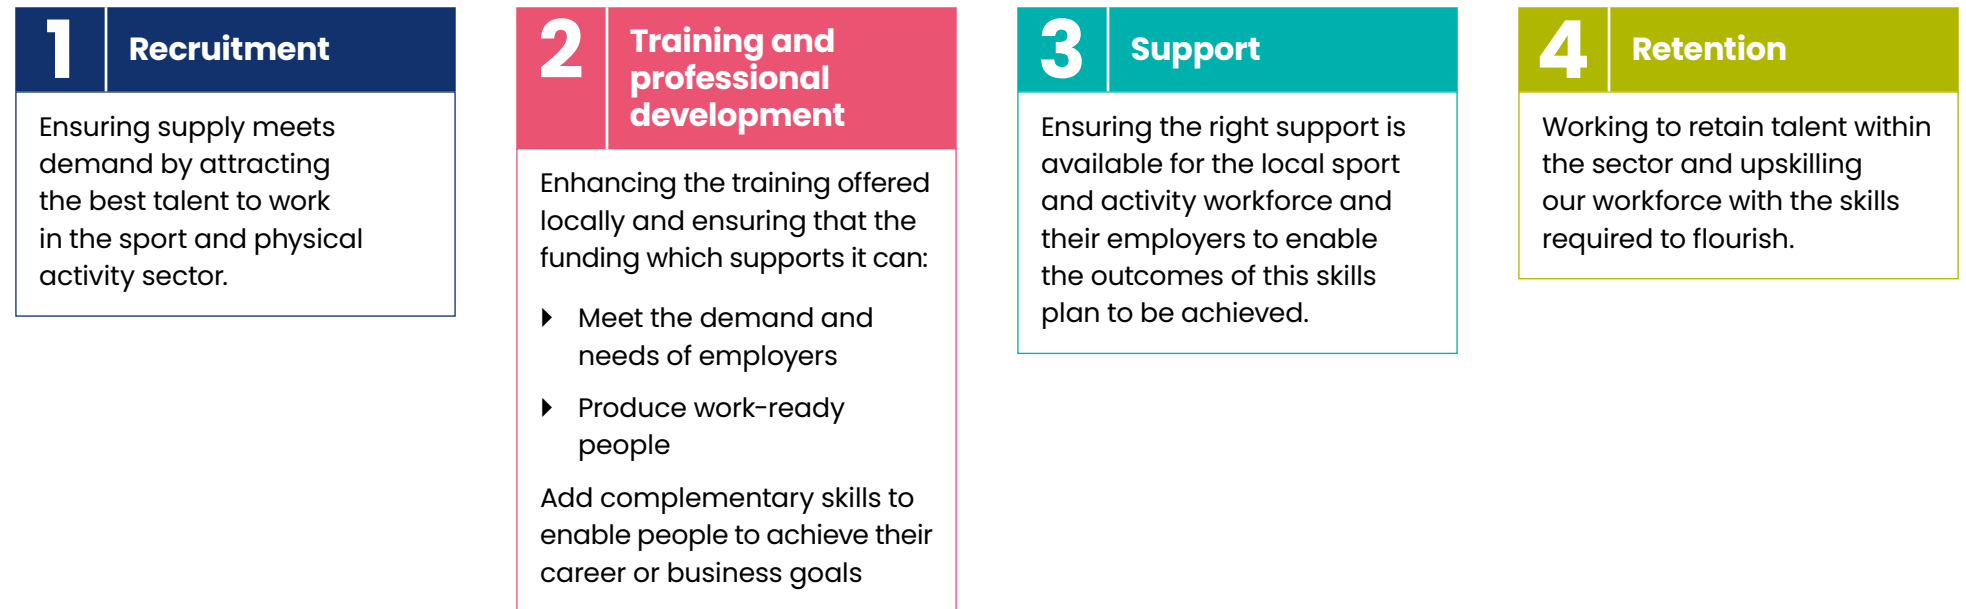 1
Recruitment
Ensuring supply meets
demand by attracting
the best talent to work
in the sport and physical
activity sector.
2
Training and
professional
development
Enhancing the training offered
locally and ensuring that the
funding which supports it can:
Meet the demand and
needs of employers
Produce work-ready
people
Add complementary skills to
enable people to achieve their
career or business goals
3
Support
Ensuring the right support is
available for the local sport
and activity workforce and
their employers to enable
the outcomes of this skills
plan to be achieved.
4
Retention
Working to retain talent within
the sector and upskilling
our workforce with the skills
required to flourish.